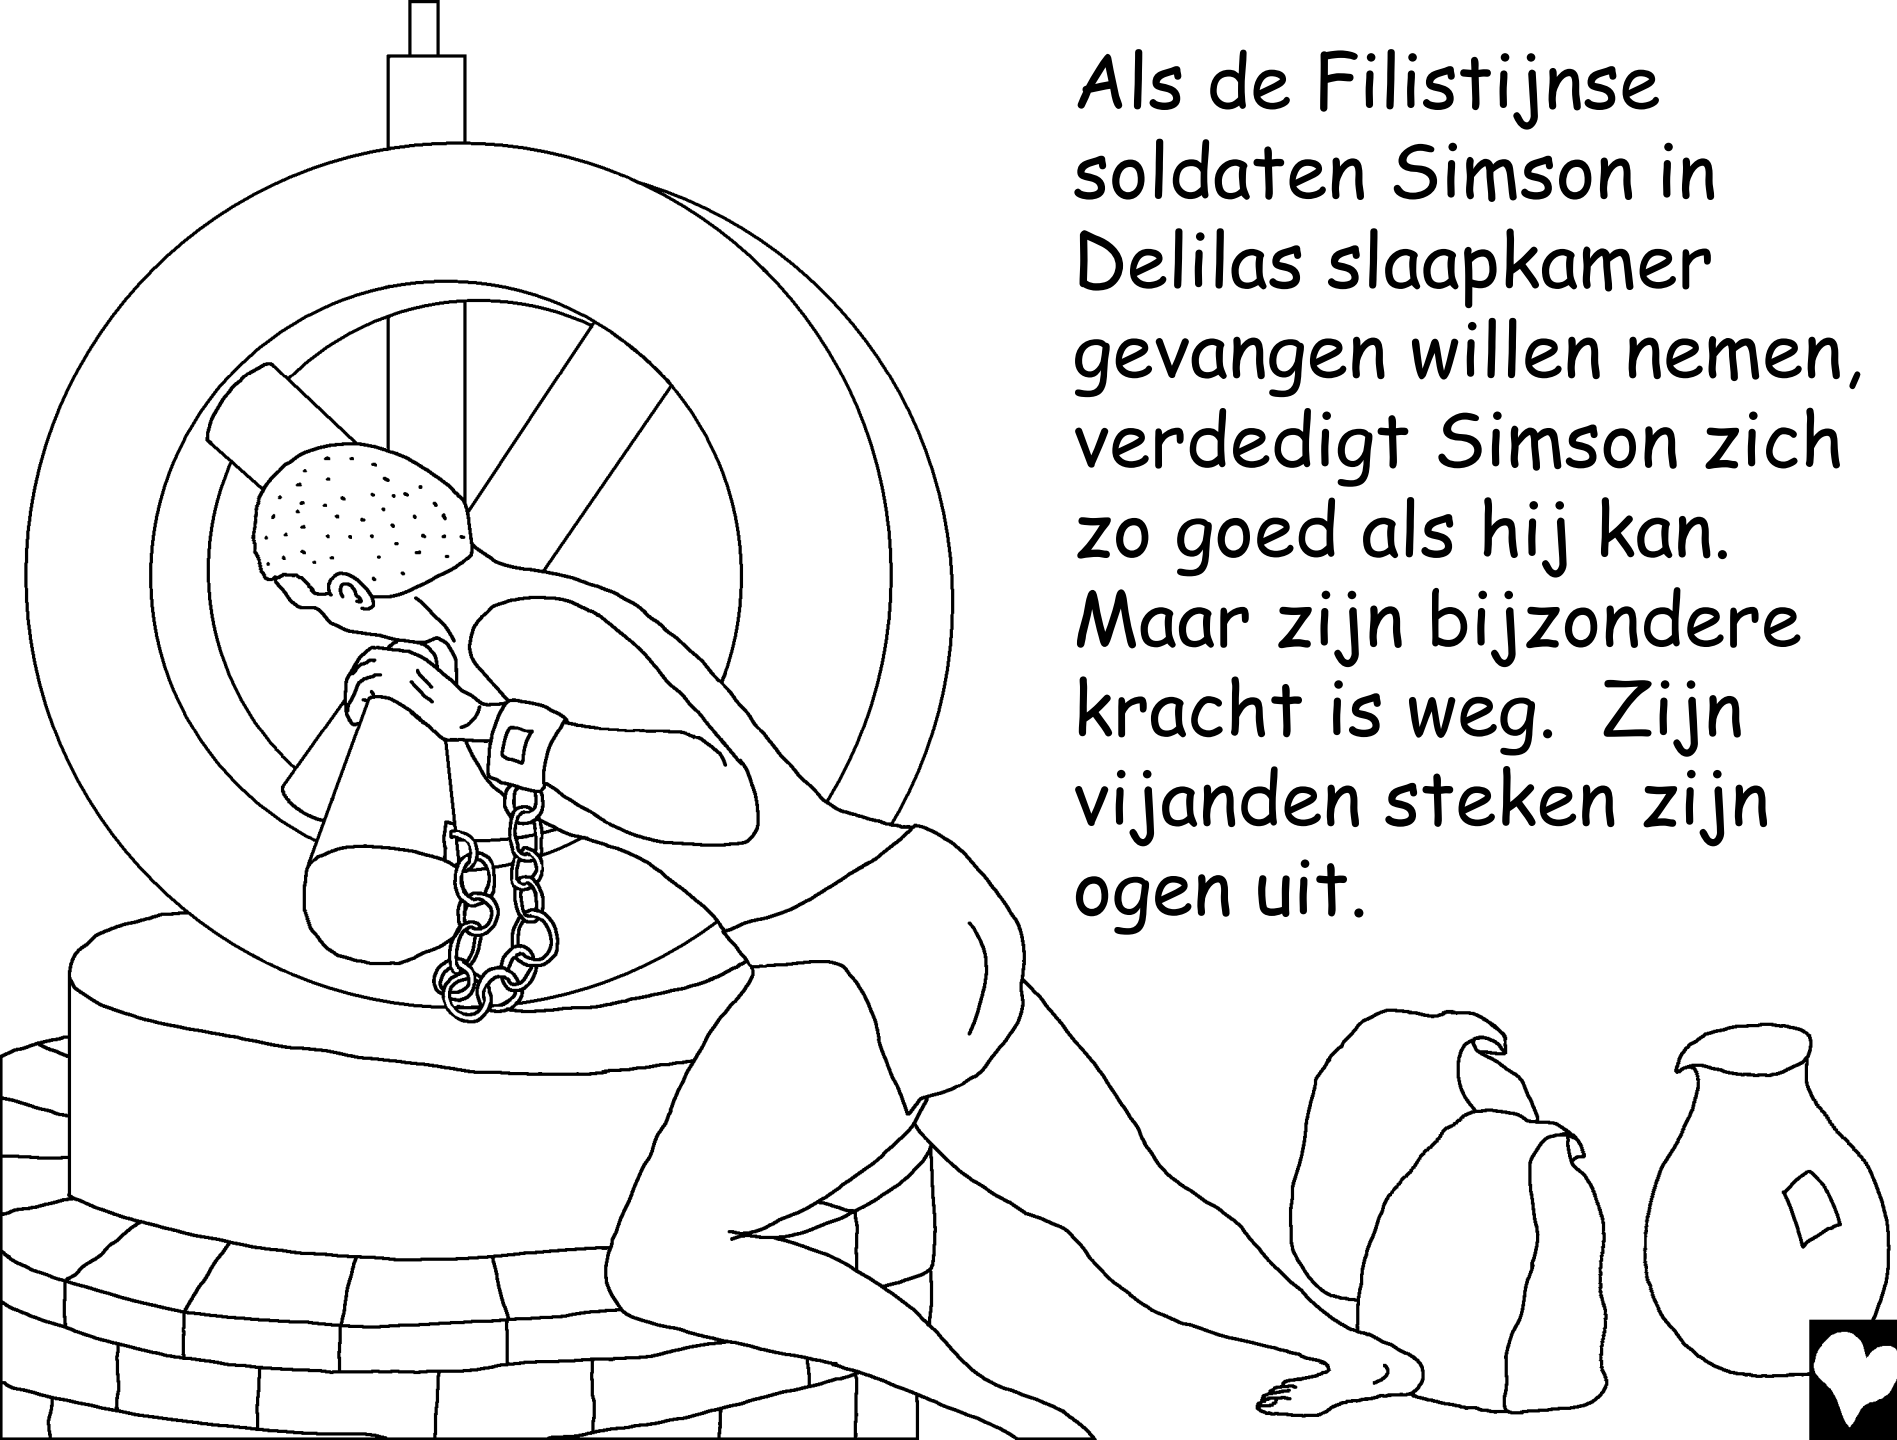 Als de Filistijnse
soldaten Simson in
Delilas slaapkamer
gevangen willen nemen,
verdedigt Simson zich
zo goed als hij kan.
Maar zijn bijzondere
kracht is weg.  Zijn
vijanden steken zijn
ogen uit.